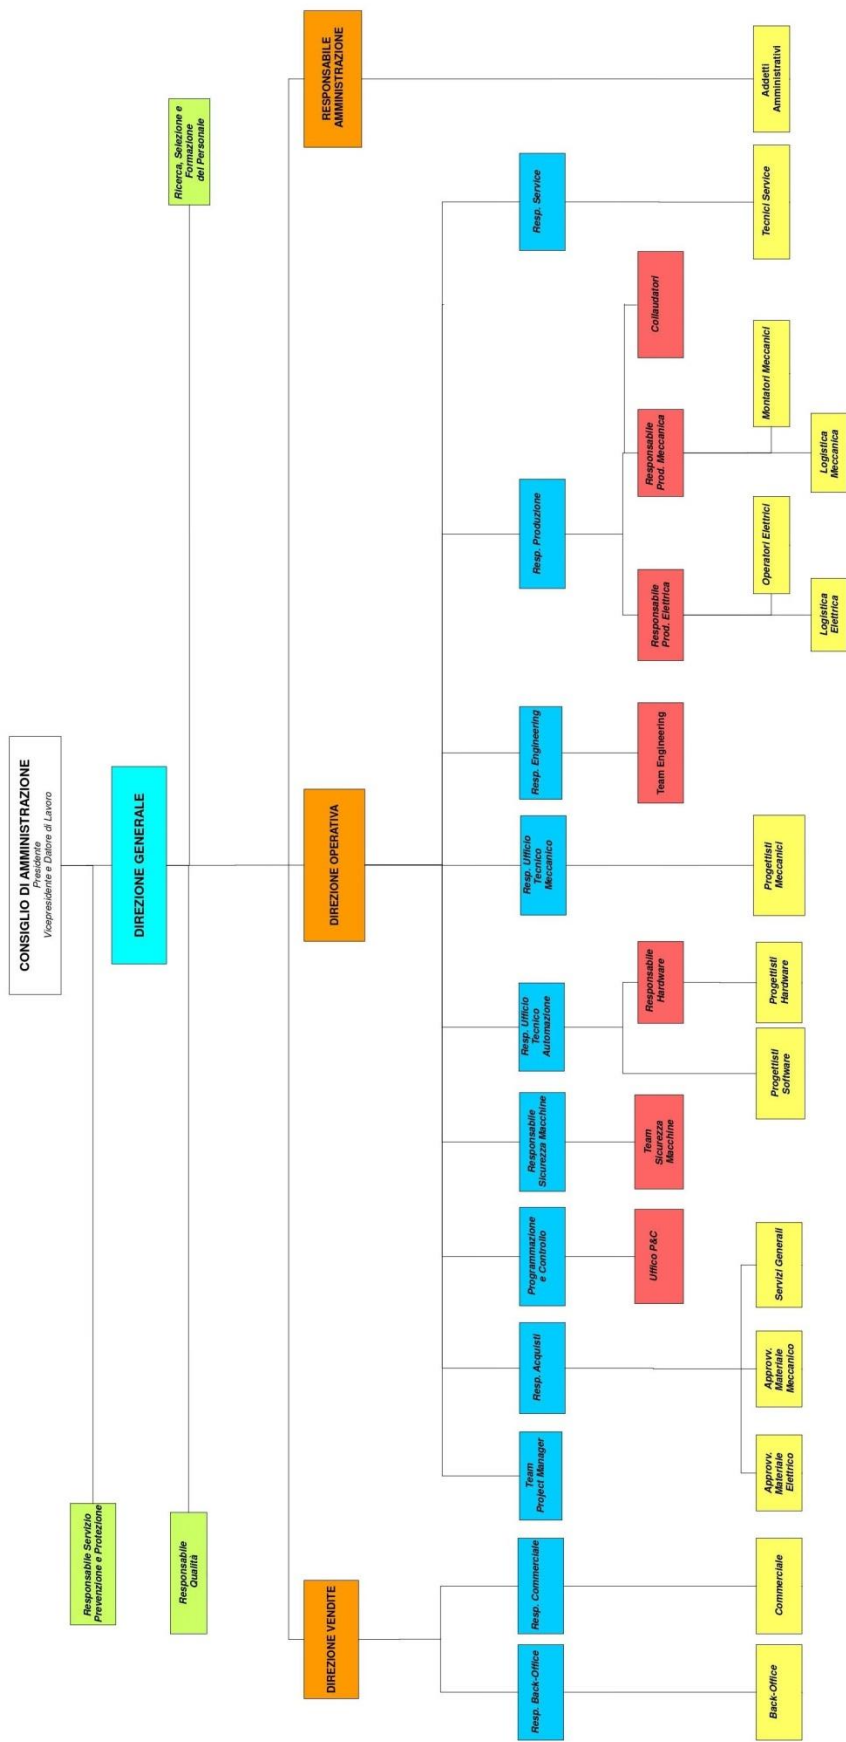 CONSIGLIO DI AMMINISTRAZIONE
Presidente
Vicepresidente e Datore di Lavoro
Responsabile Servizio
Prevenzione e Protezione
DIREZIONE GENERALE
Responsabile
Qualità
Ricerca, Selezione e
Formazione
del Personale
DIREZIONE VENDITE
DIREZIONE OPERATIVA
RESPONSABILE
AMMINISTRAZIONE
Resp. Back-Office
Resp. Commerciale
Team
Project Manager
Resp. Acquisti
Programmazione
e Controllo
Responsabile
Sicurezza Macchine
Resp. Ufficio
Tecnico
Automazione
Resp. Ufficio
Tecnico
Meccanico
Resp. Engineering
Resp. Produzione
Resp. Service
Uffico P&C
Team
Sicurezza
Macchine
Responsabile
Hardware
Team Engineering
Responsabile
Prod. Elettrica
Responsabile
Prod. Meccanica
Collaudatori
Back-Office
Commerciale
Approvv.
Materiale
Elettrico
Approvv.
Materiale
Meccanico
Servizi Generali
Progettisti
Software
Progettisti
Hardware
Progettisti
Meccanici
Operatori Elettrici
Montatori Meccanici
Tecnici Service
Addetti
Amministrativi
Logistica
Elettrica
Logistica
Meccanica